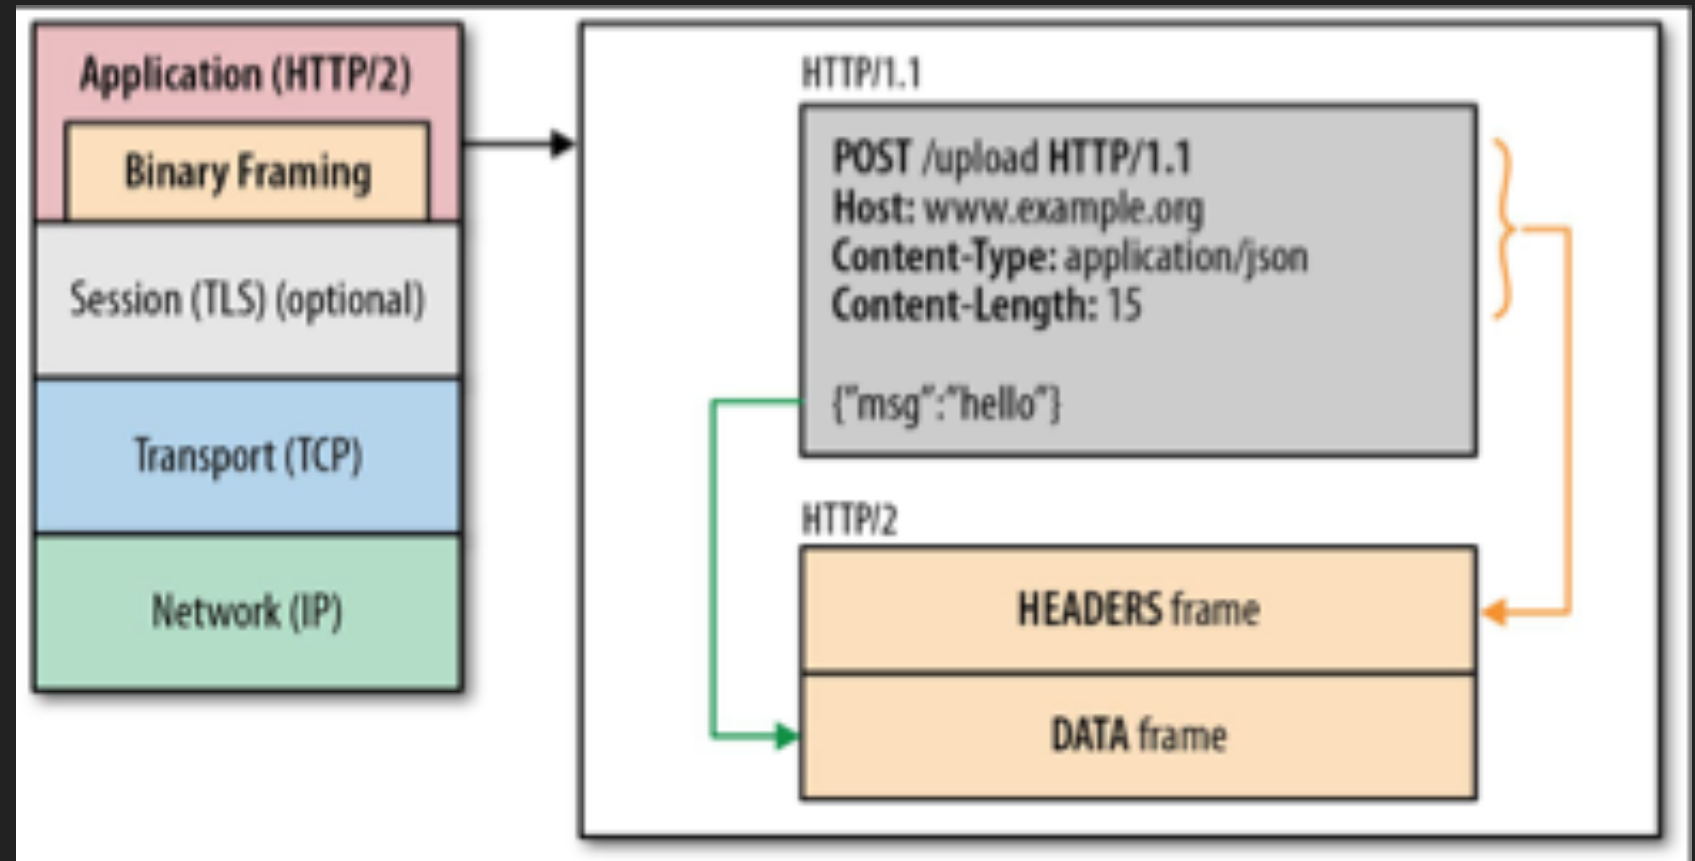 Application (HTTP/2)
Binary Framing
Session (TLS) (optional)
Transport (TCP)
Network (IP)
HTTP/1.1
POST /upload HTTP/1.1
Host: www.example.org
Content-Type: application/json
Content-Length: 15
{"msg":"hello"}
HTTP/2
HEADERS frame
DATA frame